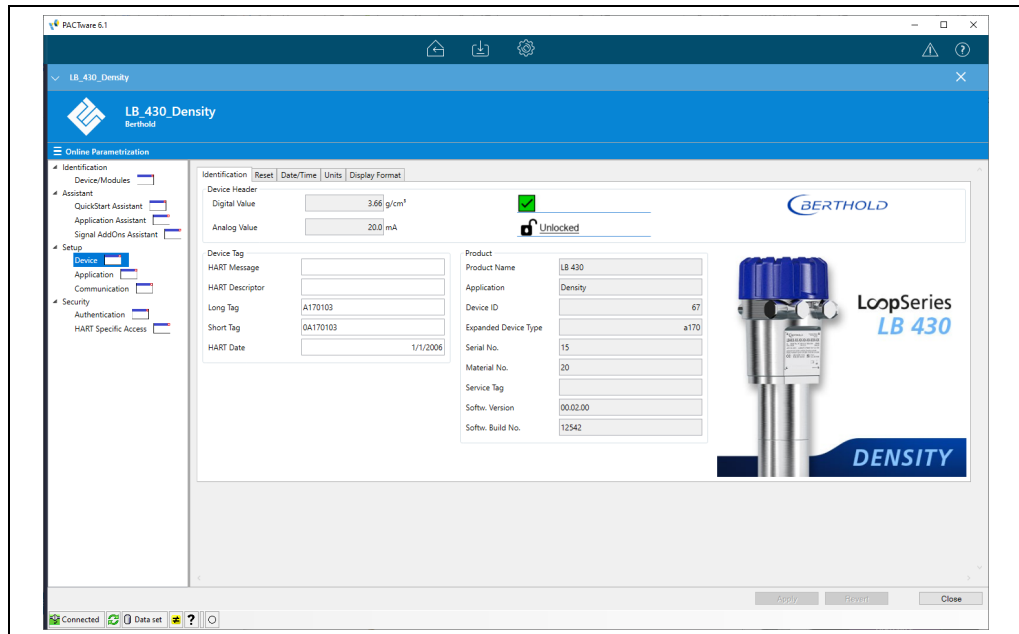 PACTware 6.1
LB_430_Density
LB_430_Density
Berthold
Online Parametrization
Identification
Device/Modules
Assistant
QuickStart Assistant
Application Assistant
Signal AddOns Assistant
Setup
Device
Application
Communication
Security
Authentication
HART Specific Access
Identification Reset Date/Time Units Display Format
Device Header
Digital Value 3.66 g/cm³
Analog Value 20.0 mA
Unlocked
BERTHOLD
Device Tag
HART Message
HART Descriptor
Long Tag A170103
Short Tag 0A170103
HART Date 1/1/2006
Product
Product Name LB 430
Application Density
Device ID 67
Expanded Device Type a170
Serial No. 15
Material No. 20
Service Tag
Softw. Version 00.02.00
Softw. Build No. 12542
LoopSeries
LB 430
DENSITY
Apply Revert Close
Connected Data set ?